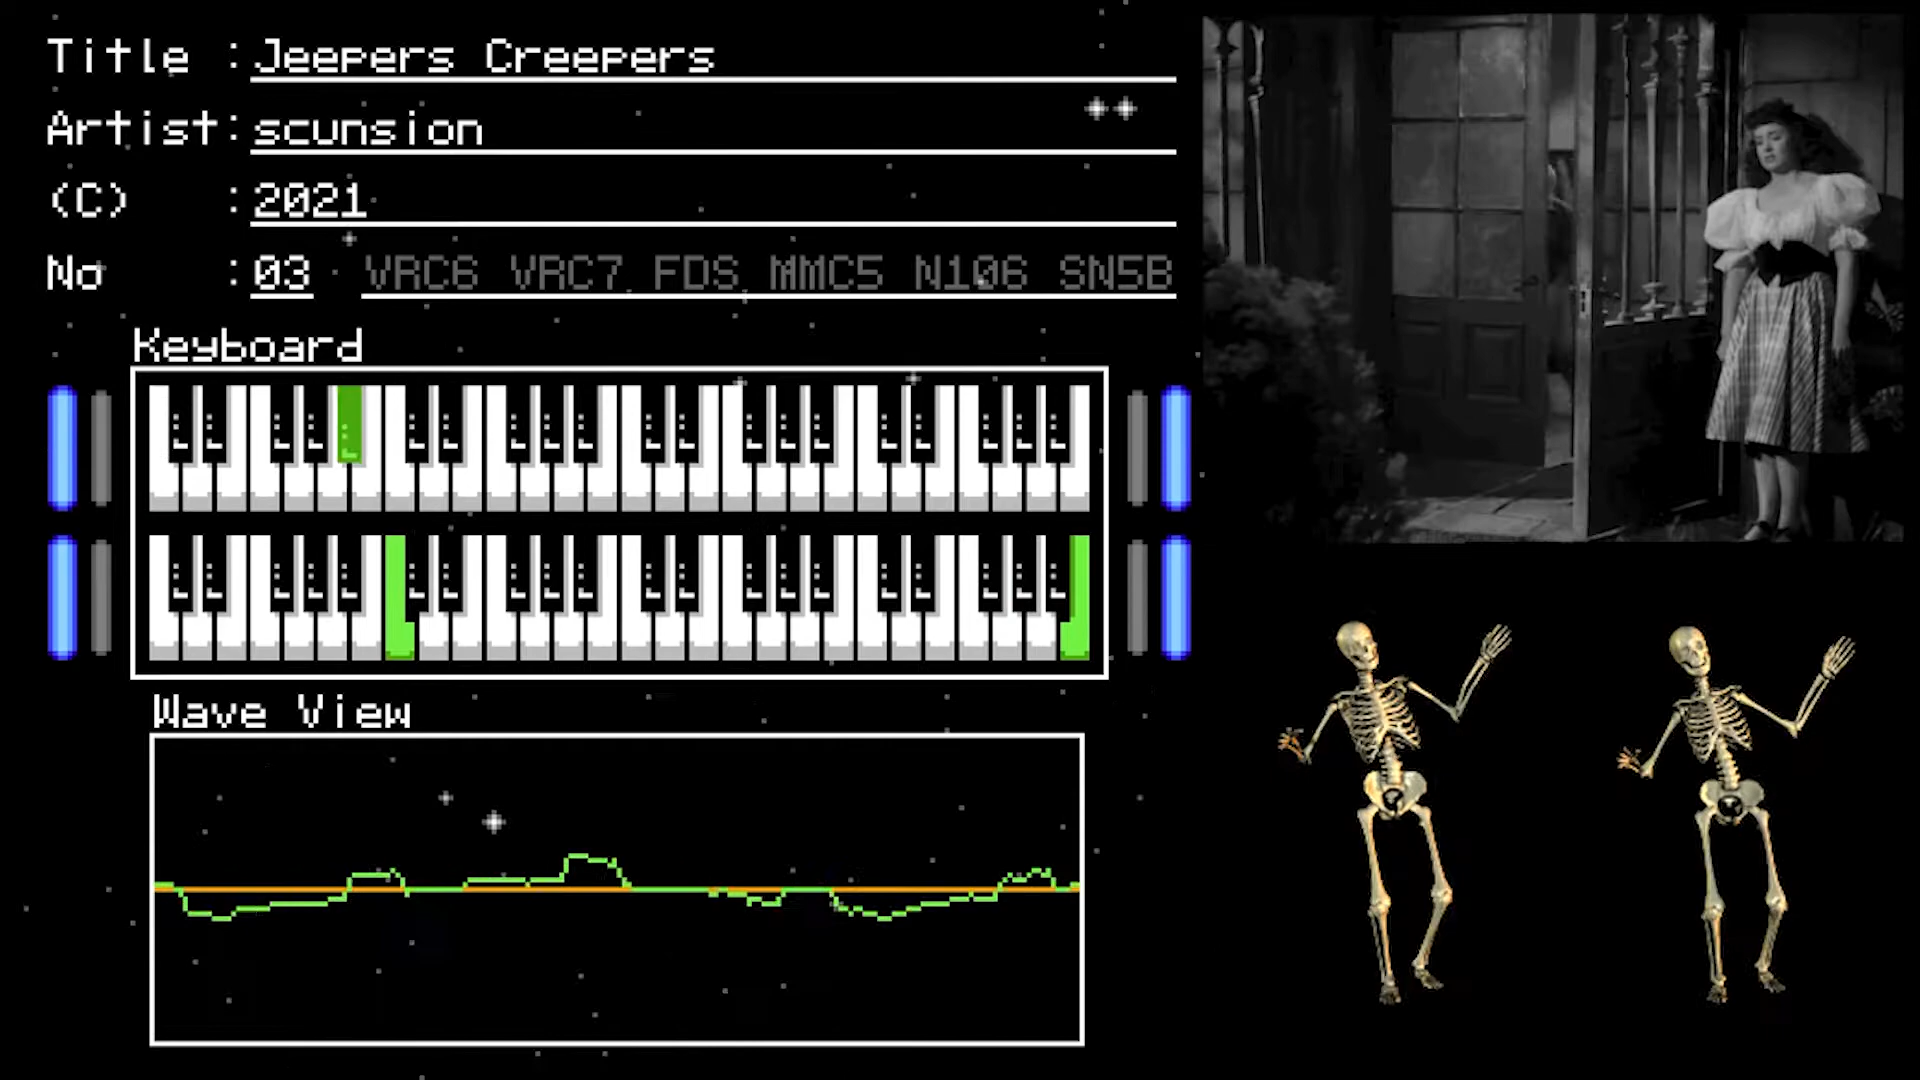 Title :Jeepers Creepers
Artist:scunsion
(C) :2021
No :03 VRC6 VRC7 FDS MMC5 N106 SN5B
Keyboard
Wave View